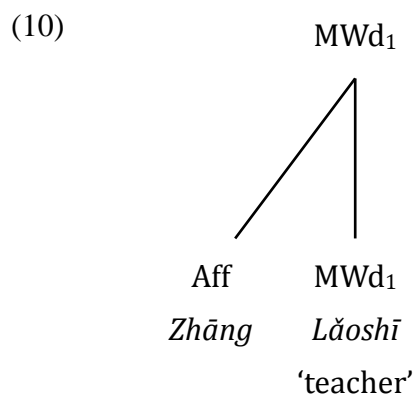 (10) MWd₁
Aff MWd₁
Zhāng Lǎoshī
‘teacher’